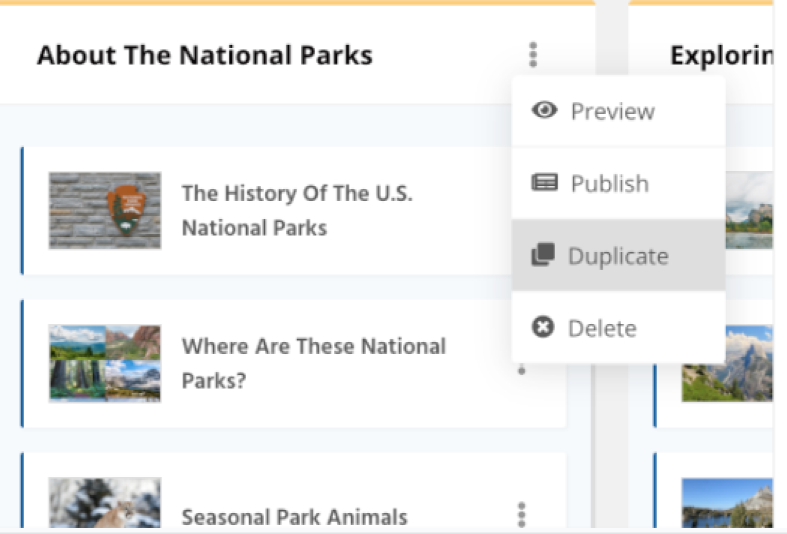 About The National Parks
Explorin
Preview
Publish
Duplicate
Delete
The History Of The U.S.
National Parks
Where Are These National
Parks?
Seasonal Park Animals